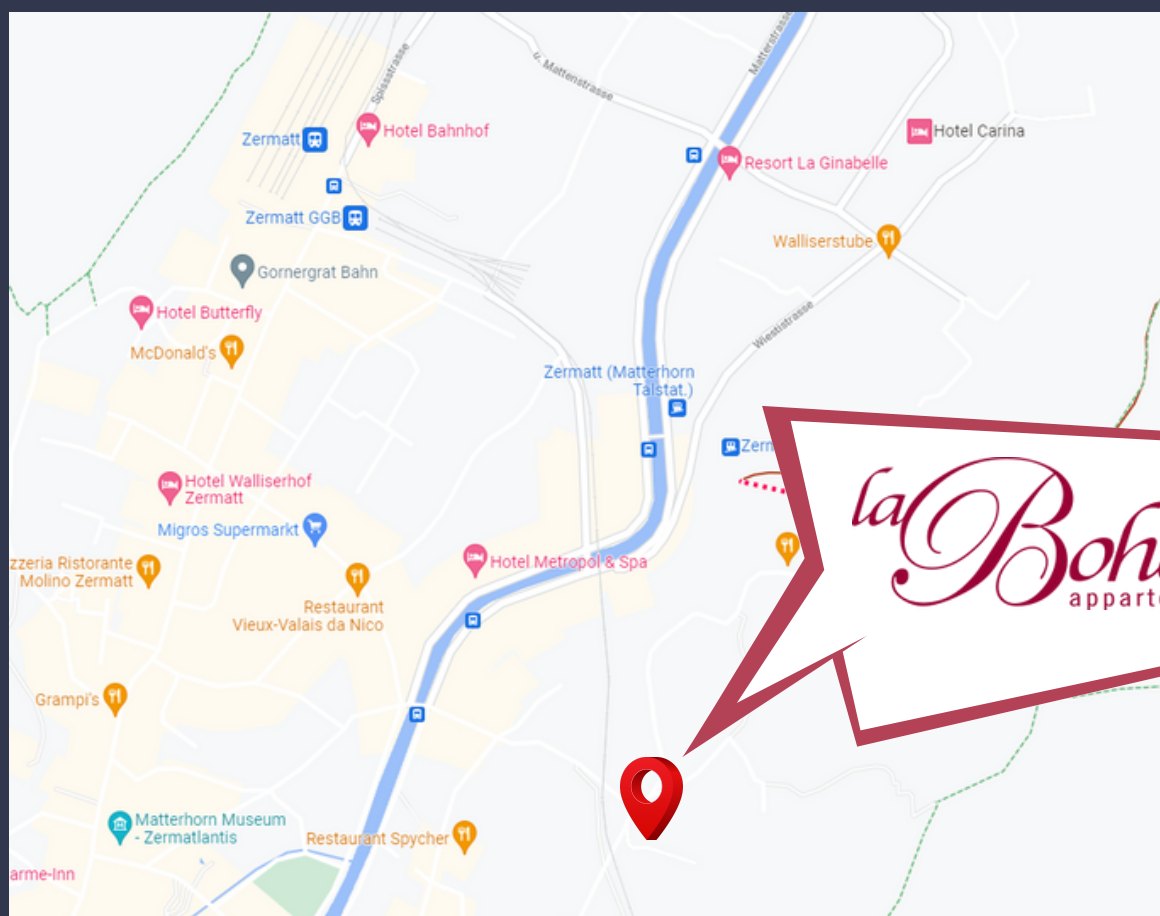 Spissstrasse
u. Mattenstrasse
Matterstrasse
Zermatt
Hotel Bahnhof
Hotel Carina
Resort La Ginabelle
Zermatt GGB
Walliserstube
Gornergrat Bahn
Hotel Butterfly
McDonald's
Wiestistrasse
Zermatt (Matterhorn
Talstat.)
Zern
Hotel Walliserhof
Zermatt
Migros Supermarkt
la Boh
apparte
zzeria Ristorante
Molino Zermatt
Hotel Metropol & Spa
Restaurant
Vieux-Valais da Nico
Grampi's
Matterhorn Museum
- Zermatlantis
Restaurant Spycher
arme-Inn